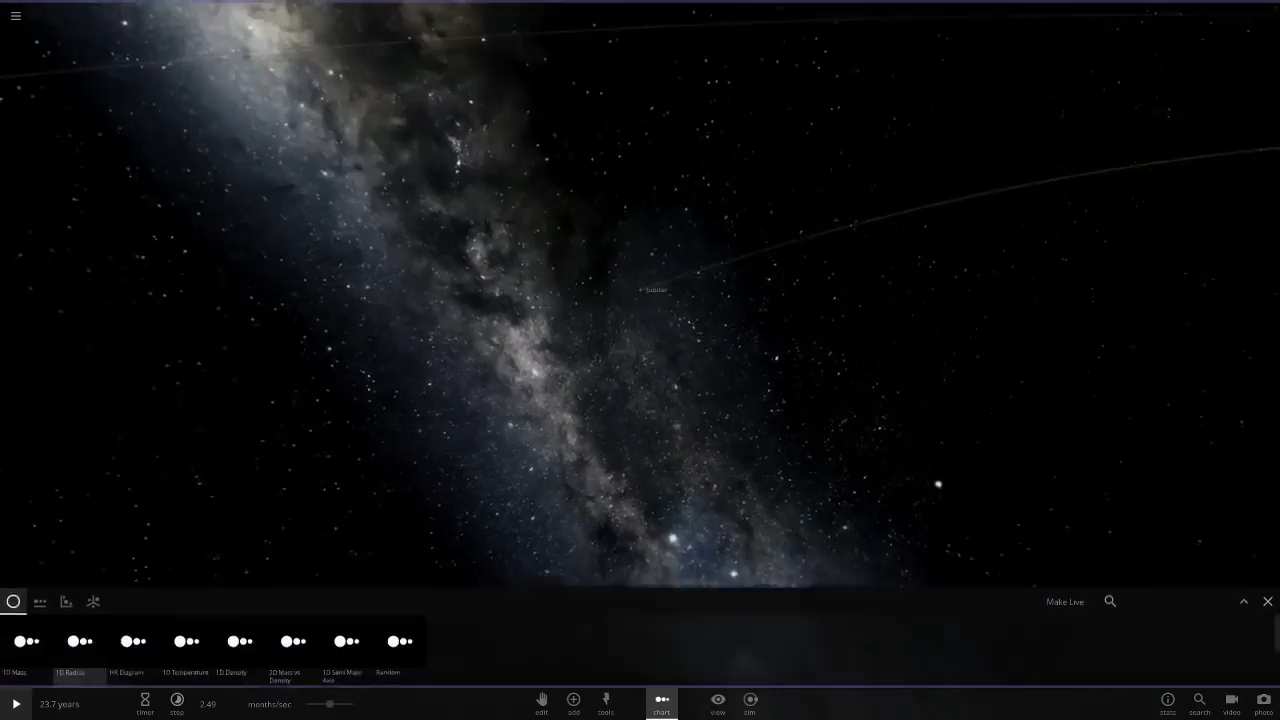 + Jupiter
Make Live
1D Mass
1D Radius
HR Diagram
1D Temperature
1D Density
2D Mass vs
Density
1D Semi Major
Axis
Random
23.7 years
timer
step
2.49
months/sec
edit
add
tools
chart
view
sim
stats
search
video
photo